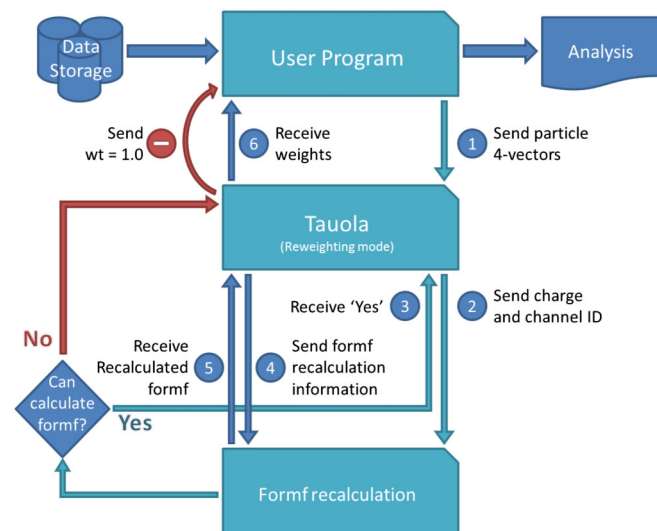 Data
Storage
User Program
Analysis
Send
wt = 1.0
6
Receive
weights
1
Send particle
4-vectors
Tauola
(Reweighting mode)
Receive ‘Yes’
3
2
Send charge
and channel ID
No
Receive
Recalculated
formf
5
4
Send formf
recalculation
information
Can
calculate
formf?
Yes
Formf recalculation